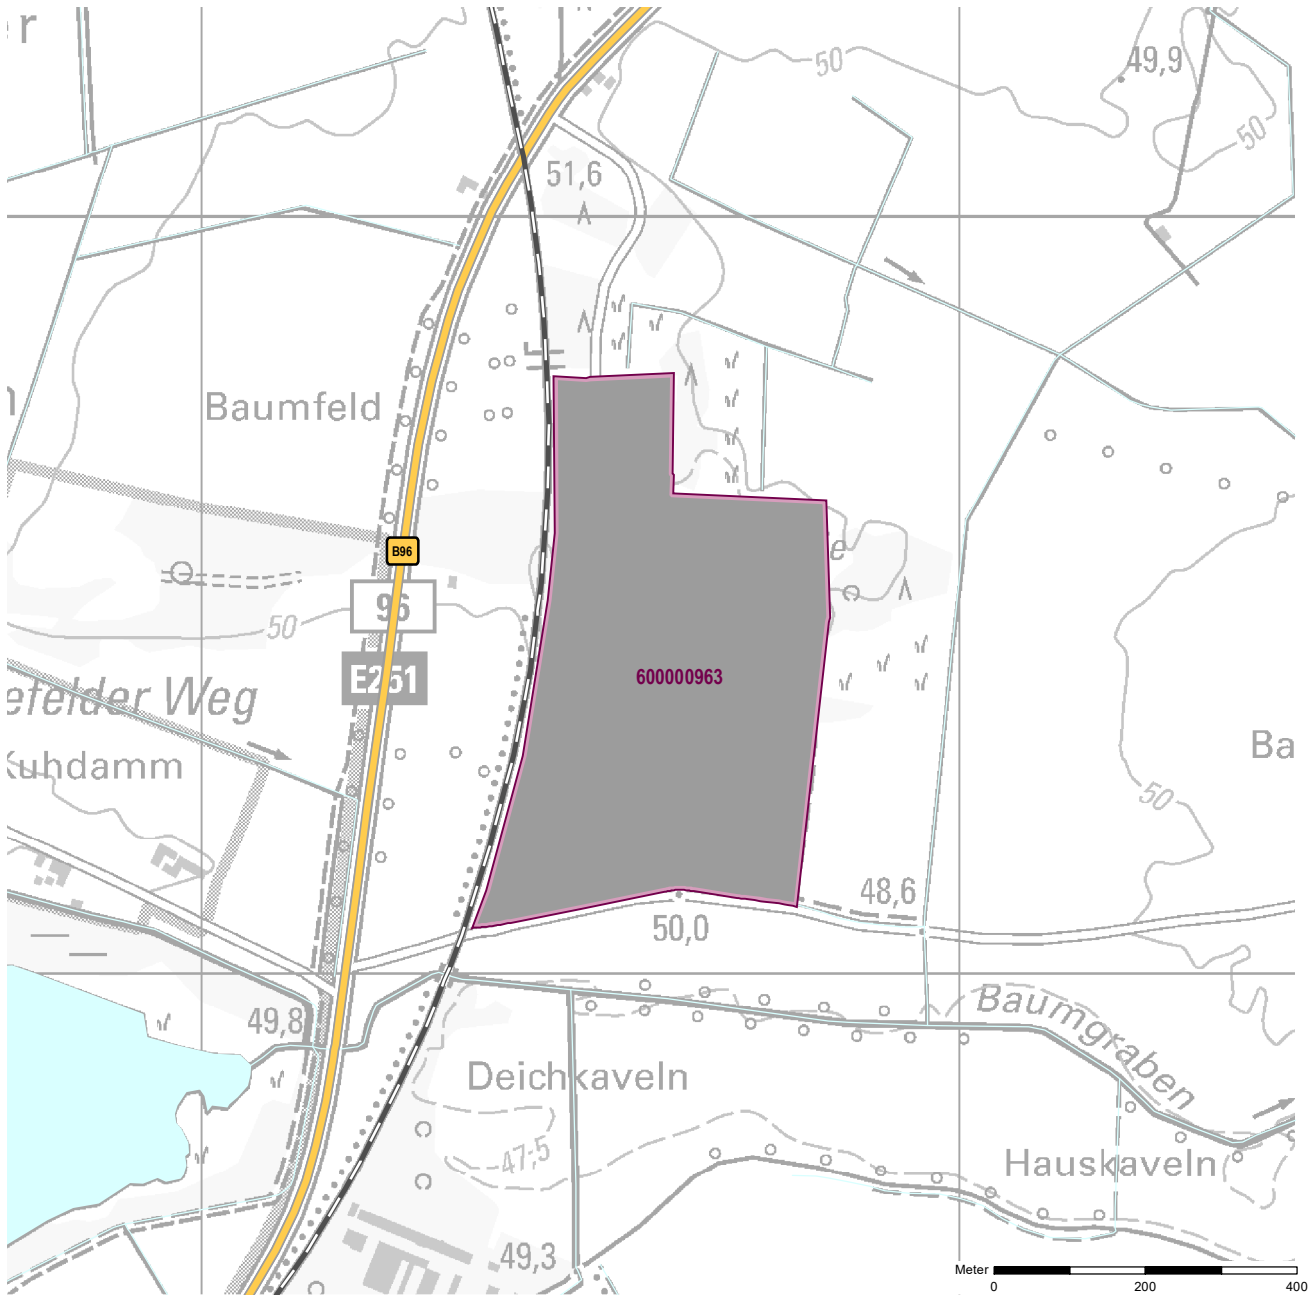 r
50
49,9
50
51,6
n
Baumfeld
B96
e
96
50
E251
600000963
efelder Weg
Kuhdamm
Ba
50
48,6
50,0
49,8
Baumgraben
Deichkaveln
47,5
Hauskaveln
49,3
Meter
0
200
400